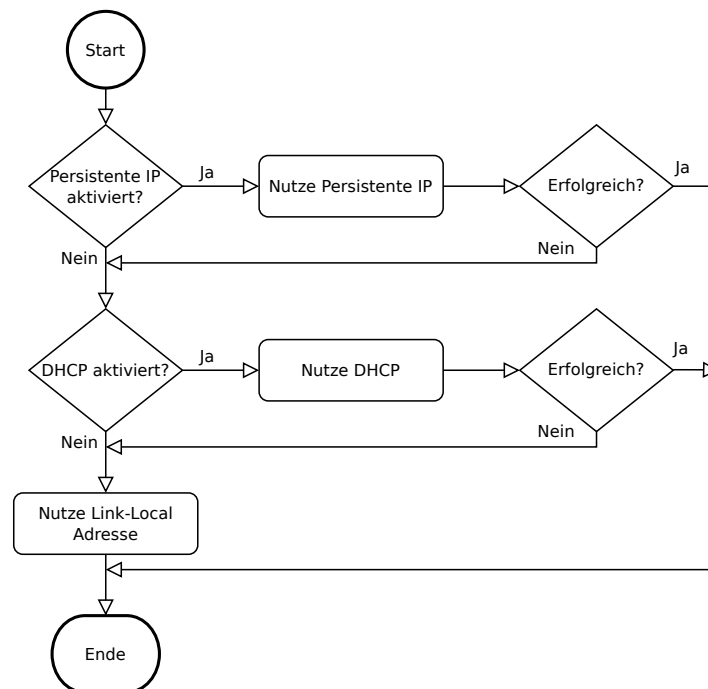 Start
Persistente IP
aktiviert?
Ja
Nutze Persistente IP
Erfolgreich?
Ja
Nein
Nein
DHCP aktiviert?
Ja
Nutze DHCP
Erfolgreich?
Ja
Nein
Nein
Nutze Link-Local
Adresse
Ende